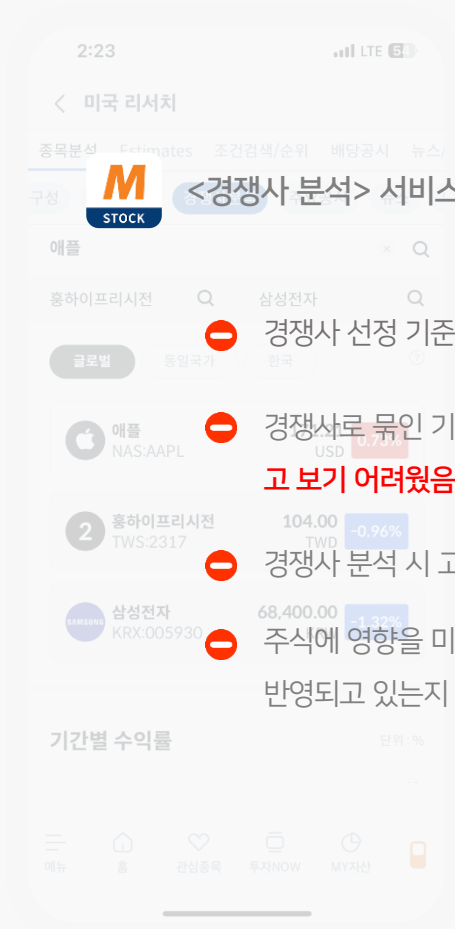 2:23 LTE 58
미국 리서치
종목분석 Estimates 조건검색/순위 배당공시 뉴스/
구성
M
STOCK
<경쟁사 분석> 서비스
애플 ×
홍하이프리시전 삼성전자
경쟁사 선정 기준
글로벌 동일국가 한국 ?
경쟁사로 묶인 기
고 보기 어려웠음
애플 171.21 0.73%
NAS:AAPL USD
2 홍하이프리시전 104.00 -0.96%
TWS:2317 TWD
경쟁사 분석 시 고
SAMSUNG 삼성전자 68,400.00 -1.32%
KRX:005930
주식에 영향을 미
반영되고 있는지
기간별 수익률 단위: %
메뉴 홈 관심종목 투자NOW MY자산